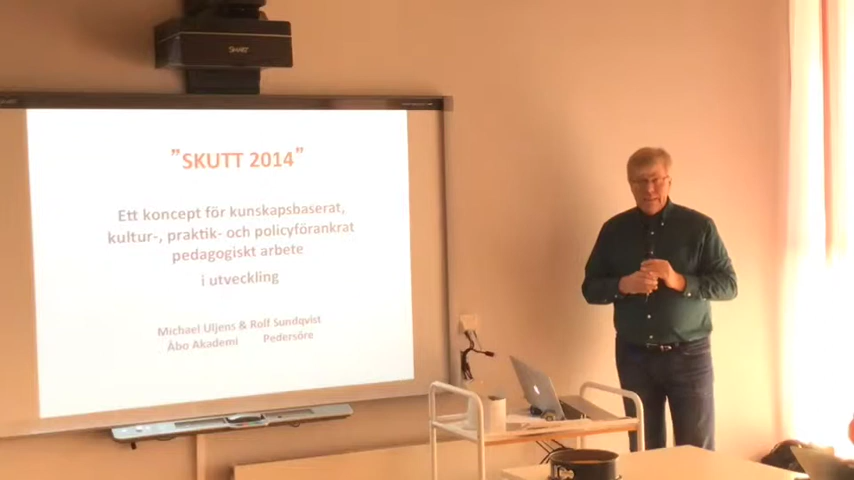 SMART
"SKUTT 2014"
Ett koncept för kunskapsbaserat,
kultur-, praktik- och policyförankrat
pedagogiskt arbete
i utveckling
Michael Uljens & Rolf Sundqvist
Åbo Akademi Pedersöre